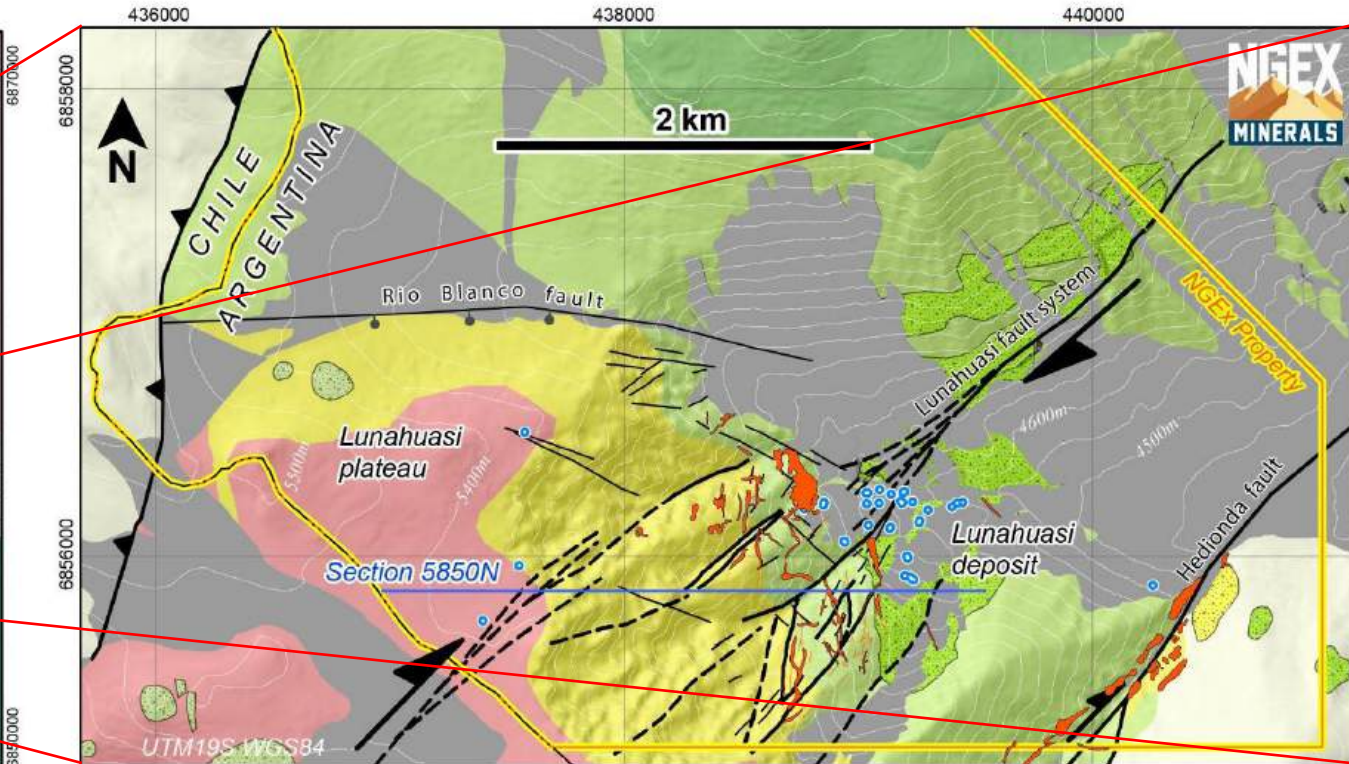 436000
438000
440000
6870000
6858000
NGEX
MINERALS
2 km
N
CHILE
ARGENTINA
Rio Blanco fault
Lunahuasi fault system
NGEx Property
4600m
4500m
Lunahuasi
plateau
5500m
5400m
Hedionda fault
Lunahuasi
deposit
6856000
Section 5850N
6850000
UTM19S WGS84